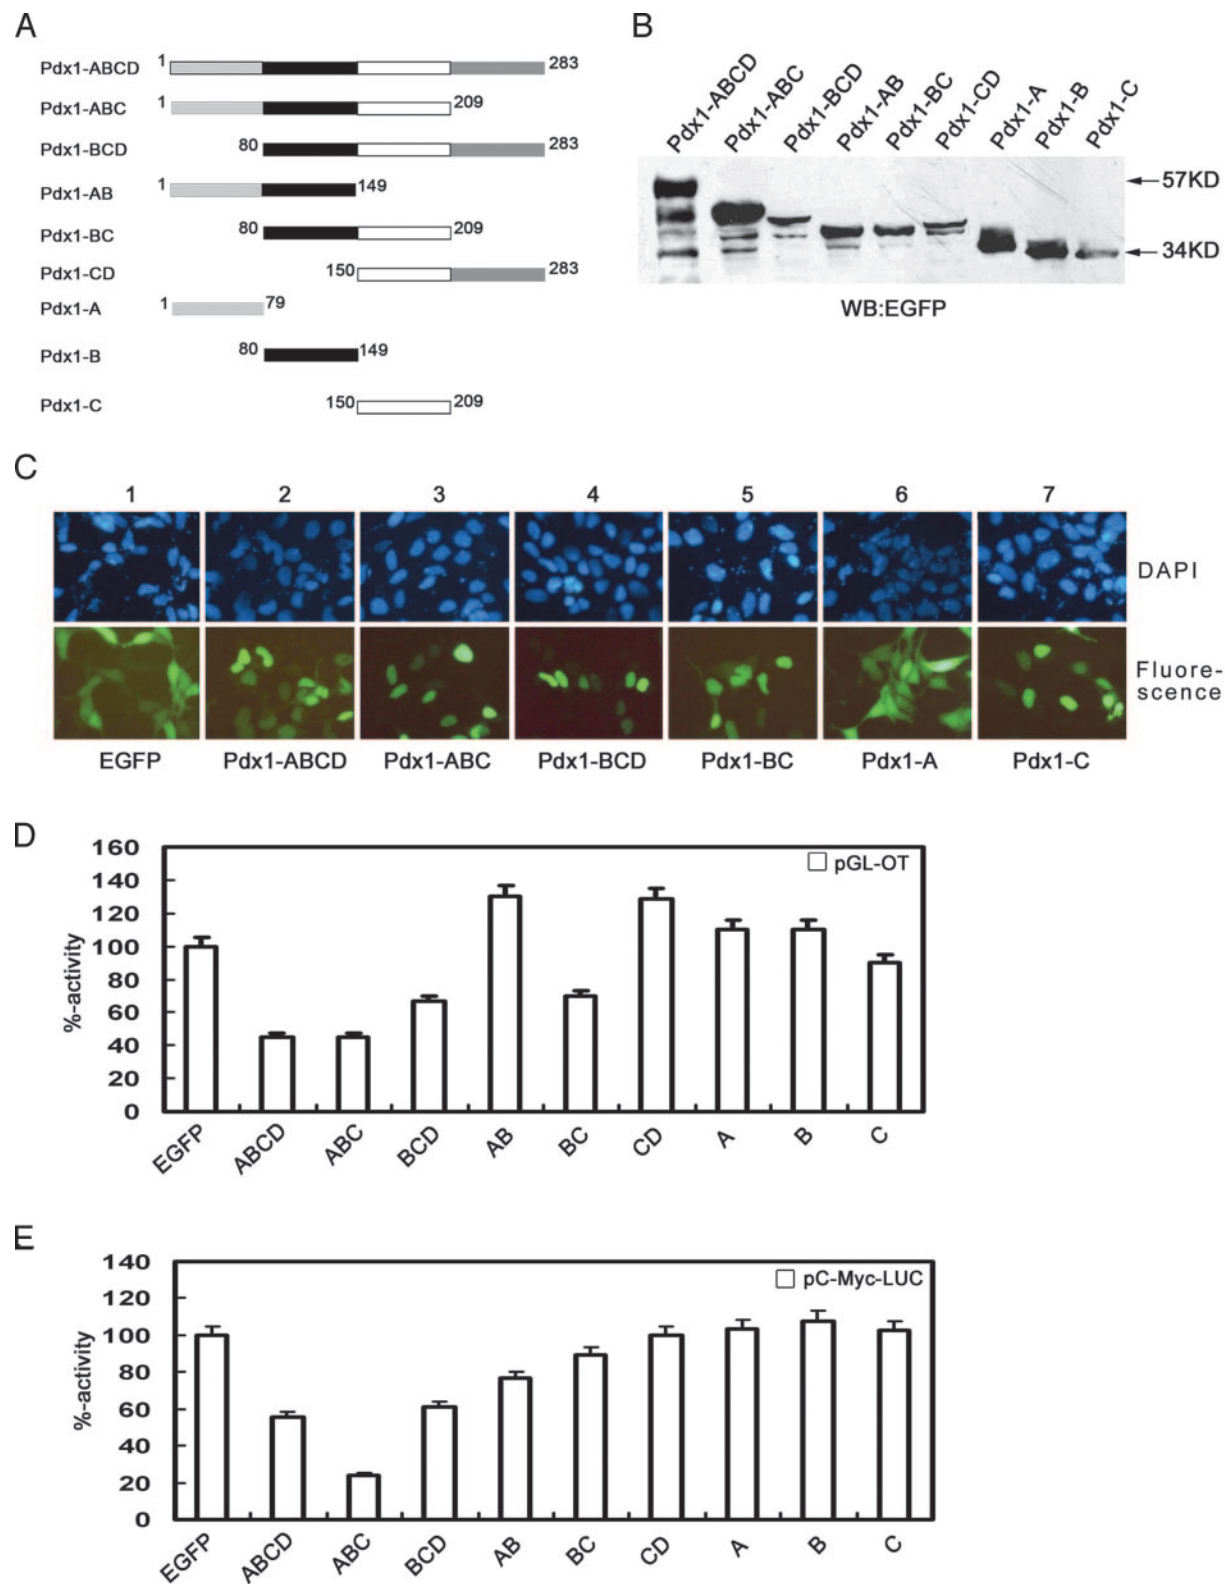 A
Pdx1-ABCD 1 283
Pdx1-ABC 1 209
Pdx1-BCD 80 283
Pdx1-AB 1 149
Pdx1-BC 80 209
Pdx1-CD 150 283
Pdx1-A 1 79
Pdx1-B 80 149
Pdx1-C 150 209
B
Pdx1-ABCD Pdx1-ABC Pdx1-BCD Pdx1-AB Pdx1-BC Pdx1-CD Pdx1-A Pdx1-B Pdx1-C
57KD
34KD
WB:EGFP
C
1 2 3 4 5 6 7
DAPI
Fluore-
scence
EGFP Pdx1-ABCD Pdx1-ABC Pdx1-BCD Pdx1-BC Pdx1-A Pdx1-C
D
%-activity
160
140
120
100
80
60
40
20
0
pGL-OT
EGFP ABCD ABC BCD AB BC CD A B C
E
%-activity
140
120
100
80
60
40
20
0
pC-Myc-LUC
EGFP ABCD ABC BCD AB BC CD A B C